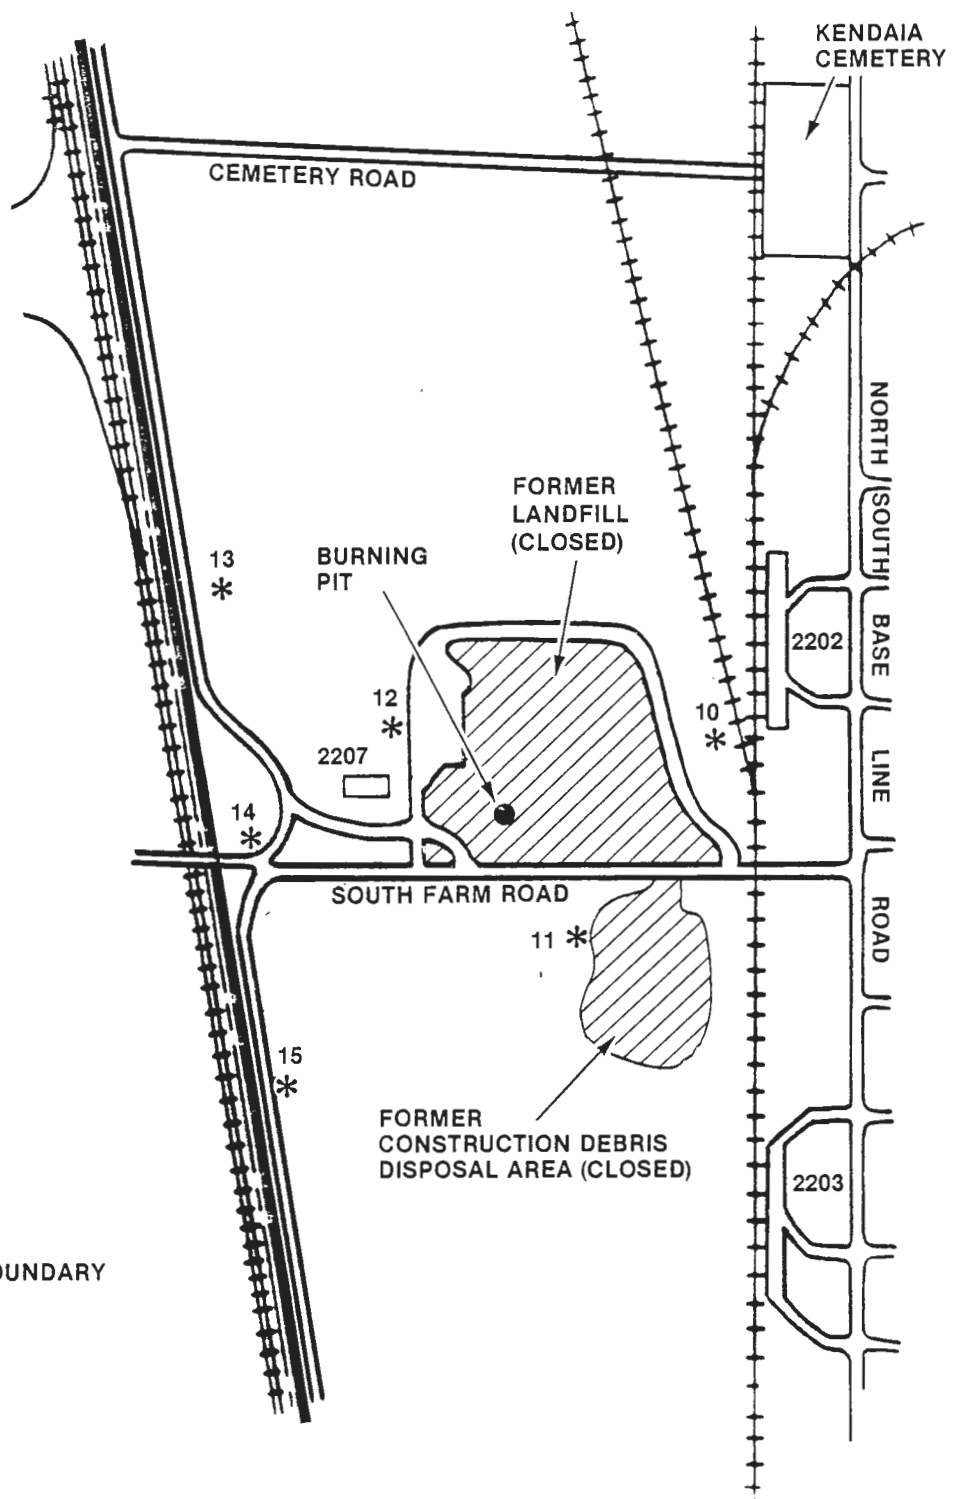 KENDAIA
CEMETERY
CEMETERY ROAD
NORTH
SOUTH
BASE
LINE
ROAD
FORMER
LANDFILL
(CLOSED)
BURNING
PIT
13
2202
12
10
2207
14
SOUTH FARM ROAD
11
15
FORMER
CONSTRUCTION DEBRIS
DISPOSAL AREA (CLOSED)
2203
OUNDARY